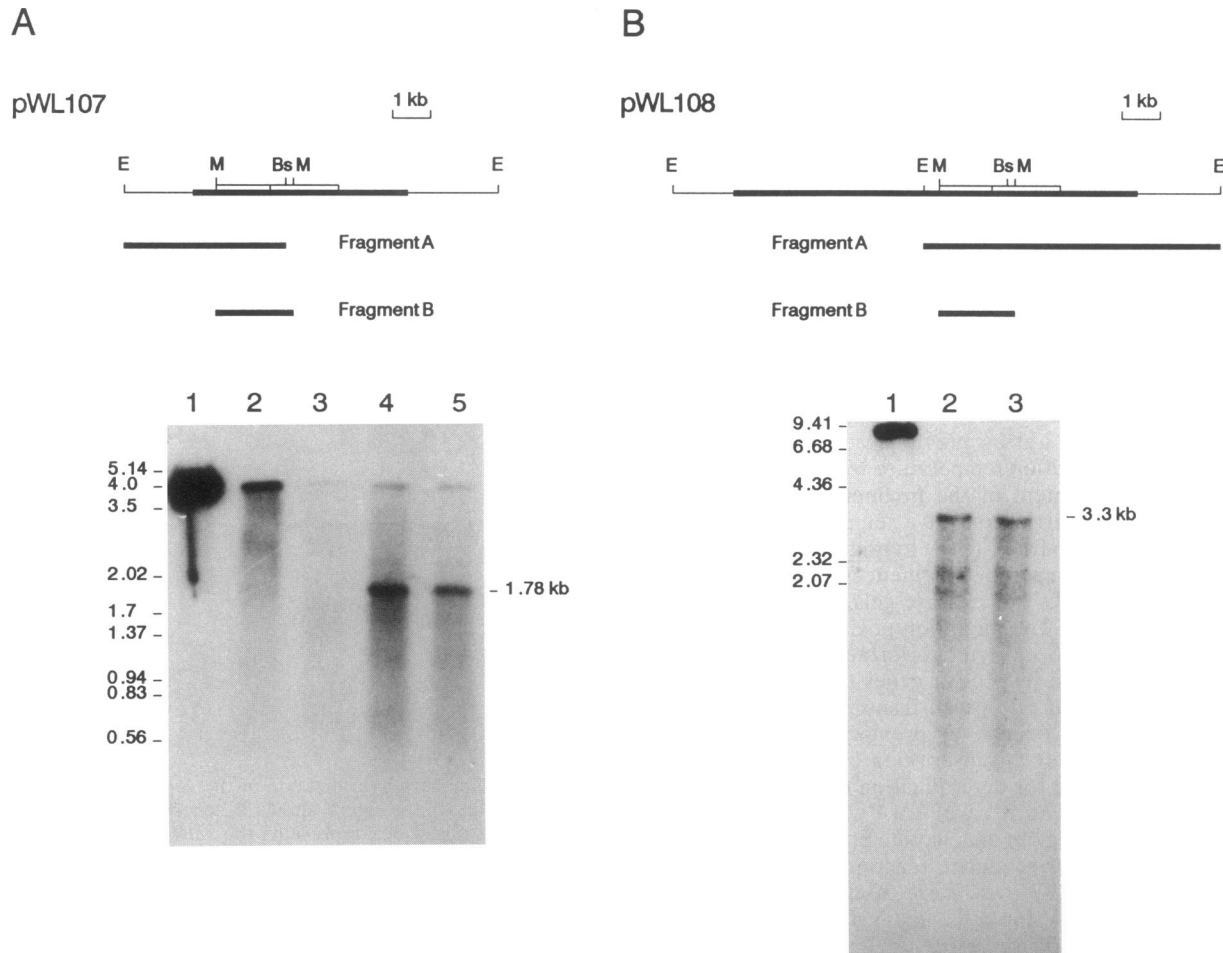 A
pWL107
1 kb
E M Bs M E
Fragment A
Fragment B
1 2 3 4 5
5.14
4.0
3.5
2.02
1.7
1.37
0.94
0.83
0.56
1.78 kb
B
pWL108
1 kb
E E M Bs M E
Fragment A
Fragment B
1 2 3
9.41
6.68
4.36
2.32
2.07
3.3 kb